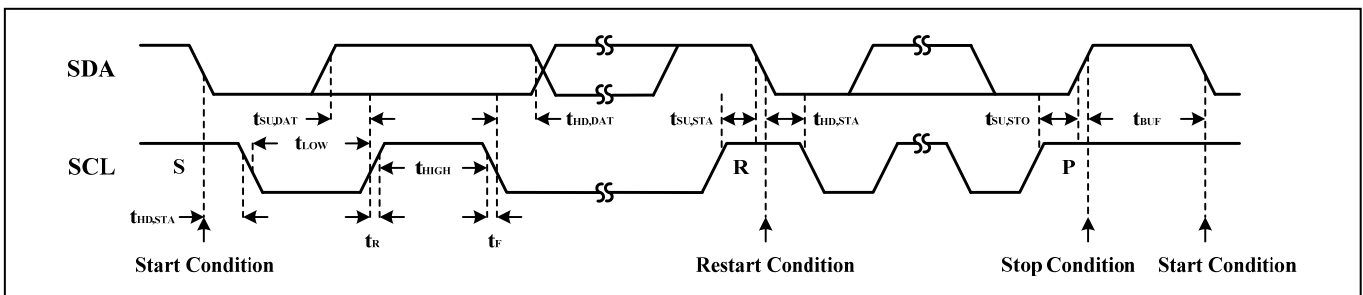 SDA
tSU,DAT tHD,DAT tSU,STA tHD,STA tSU,STO tBUF
tLOW
SCL S tHIGH R P
tHD,STA
tR tF
Start Condition Restart Condition Stop Condition Start Condition